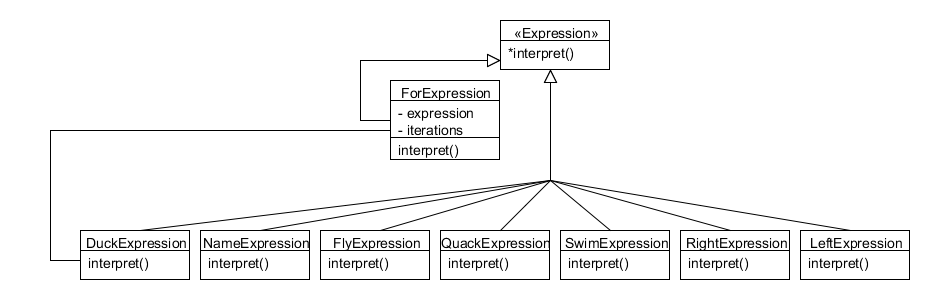 «Expression»
*interpret()
ForExpression
- expression
- iterations
interpret()
DuckExpression
interpret()
NameExpression
interpret()
FlyExpression
interpret()
QuackExpression
interpret()
SwimExpression
interpret()
RightExpression
interpret()
LeftExpression
interpret()